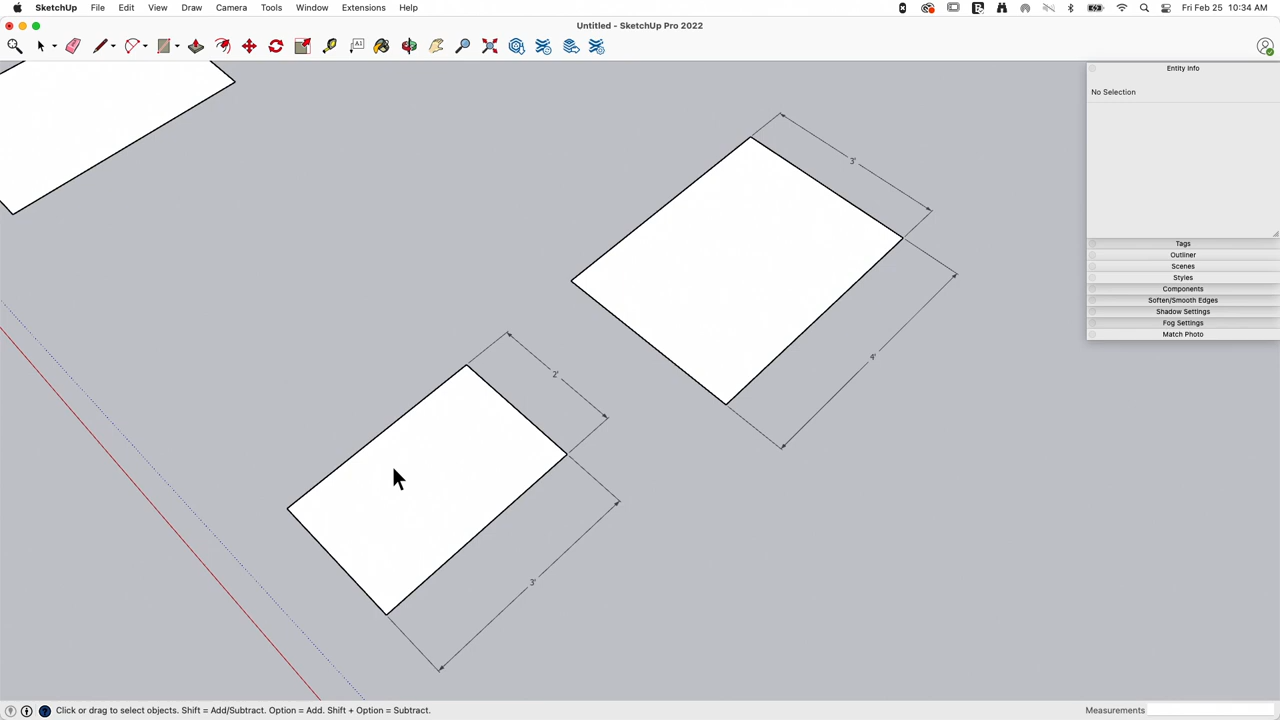 SketchUp File Edit View Draw Camera Tools Window Extensions Help Fri Feb 25 10:34 AM
Untitled - SketchUp Pro 2022
Entity Info
No Selection
Tags
Outliner
Scenes
Styles
Components
Soften/Smooth Edges
Shadow Settings
Fog Settings
Match Photo
3'
4'
2'
3'
Click or drag to select objects. Shift = Add/Subtract. Option = Add. Shift + Option = Subtract.
Measurements